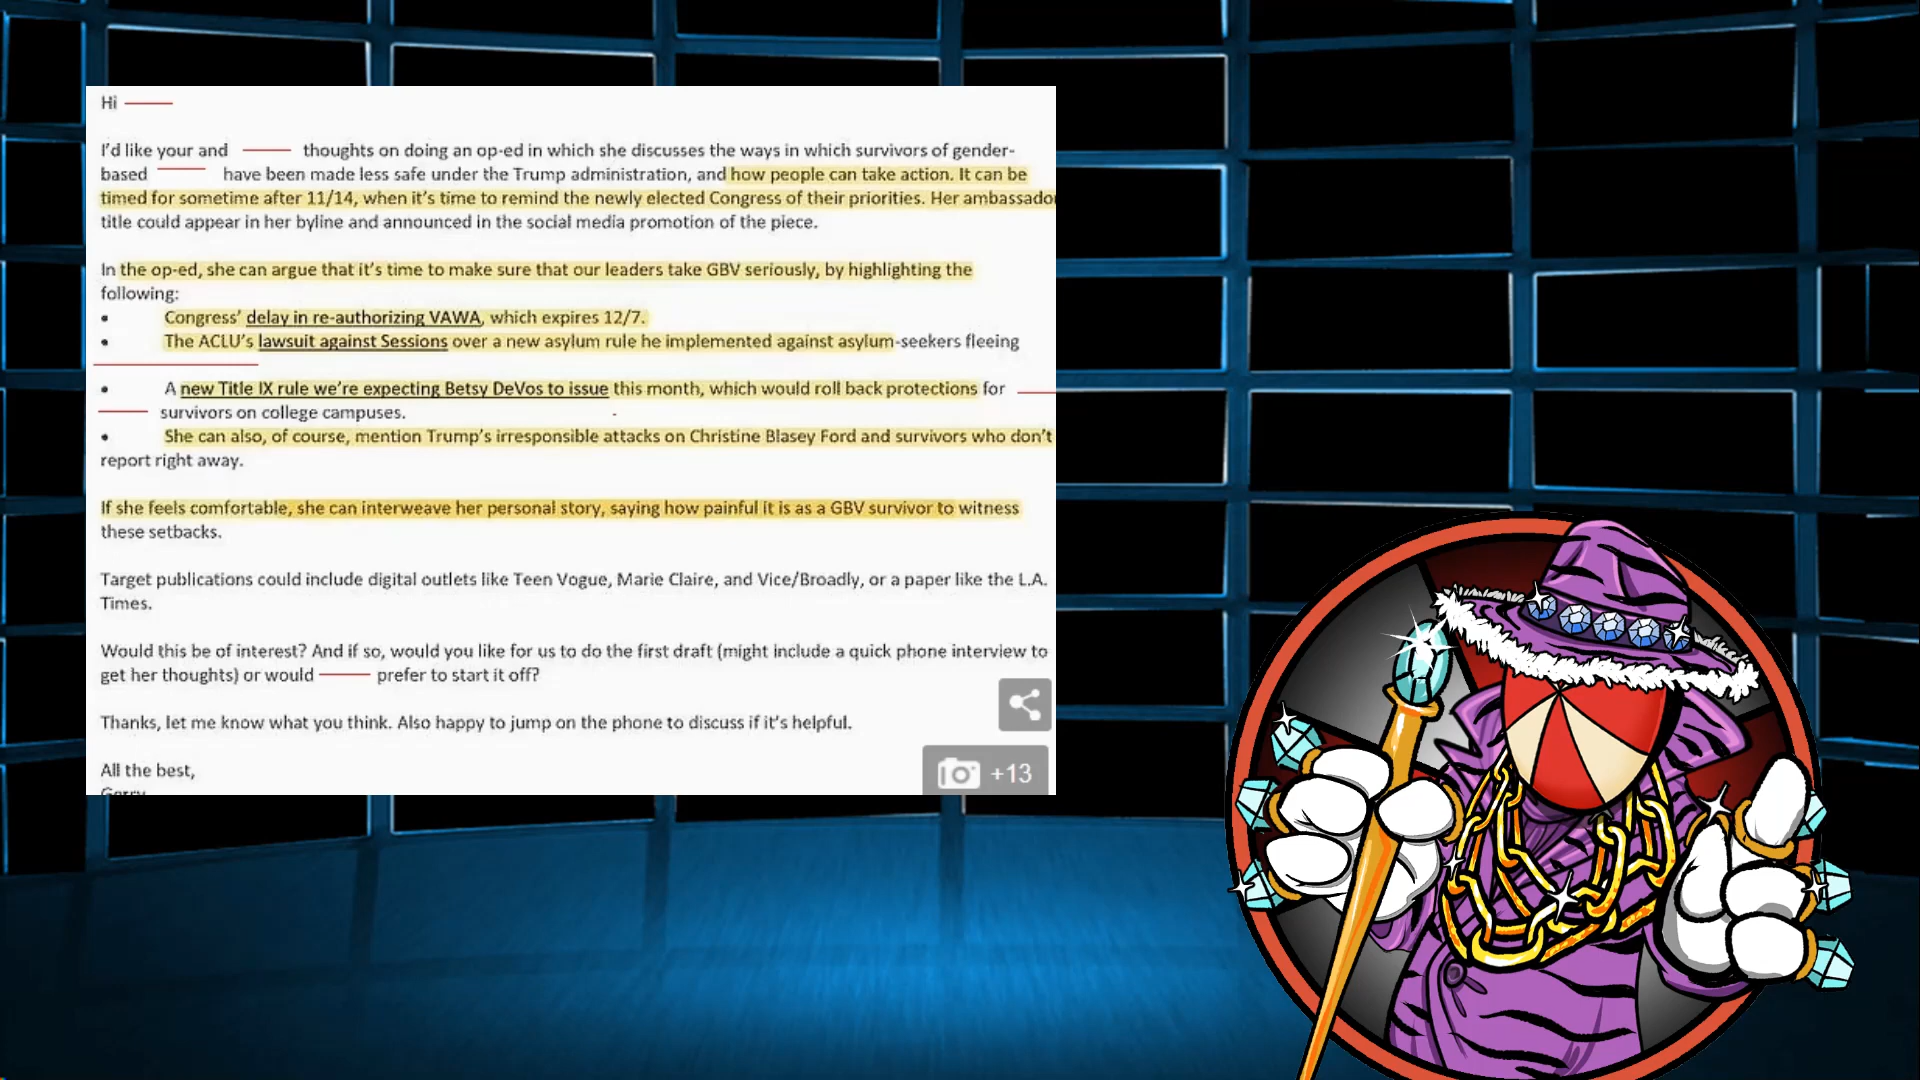 Hi
I'd like your and thoughts on doing an op-ed in which she discusses the ways in which survivors of gender-
based have been made less safe under the Trump administration, and how people can take action. It can be
timed for sometime after 11/14, when it's time to remind the newly elected Congress of their priorities. Her ambassador
title could appear in her byline and announced in the social media promotion of the piece.
In the op-ed, she can argue that it's time to make sure that our leaders take GBV seriously, by highlighting the
following:
• Congress' delay in re-authorizing VAWA, which expires 12/7.
• The ACLU's lawsuit against Sessions over a new asylum rule he implemented against asylum-seekers fleeing
• A new Title IX rule we're expecting Betsy DeVos to issue this month, which would roll back protections for
survivors on college campuses.
• She can also, of course, mention Trump's irresponsible attacks on Christine Blasey Ford and survivors who don't
report right away.
If she feels comfortable, she can interweave her personal story, saying how painful it is as a GBV survivor to witness
these setbacks.
Target publications could include digital outlets like Teen Vogue, Marie Claire, and Vice/Broadly, or a paper like the L.A.
Times.
Would this be of interest? And if so, would you like for us to do the first draft (might include a quick phone interview to
get her thoughts) or would prefer to start it off?
Thanks, let me know what you think. Also happy to jump on the phone to discuss if it's helpful.
All the best,
+13